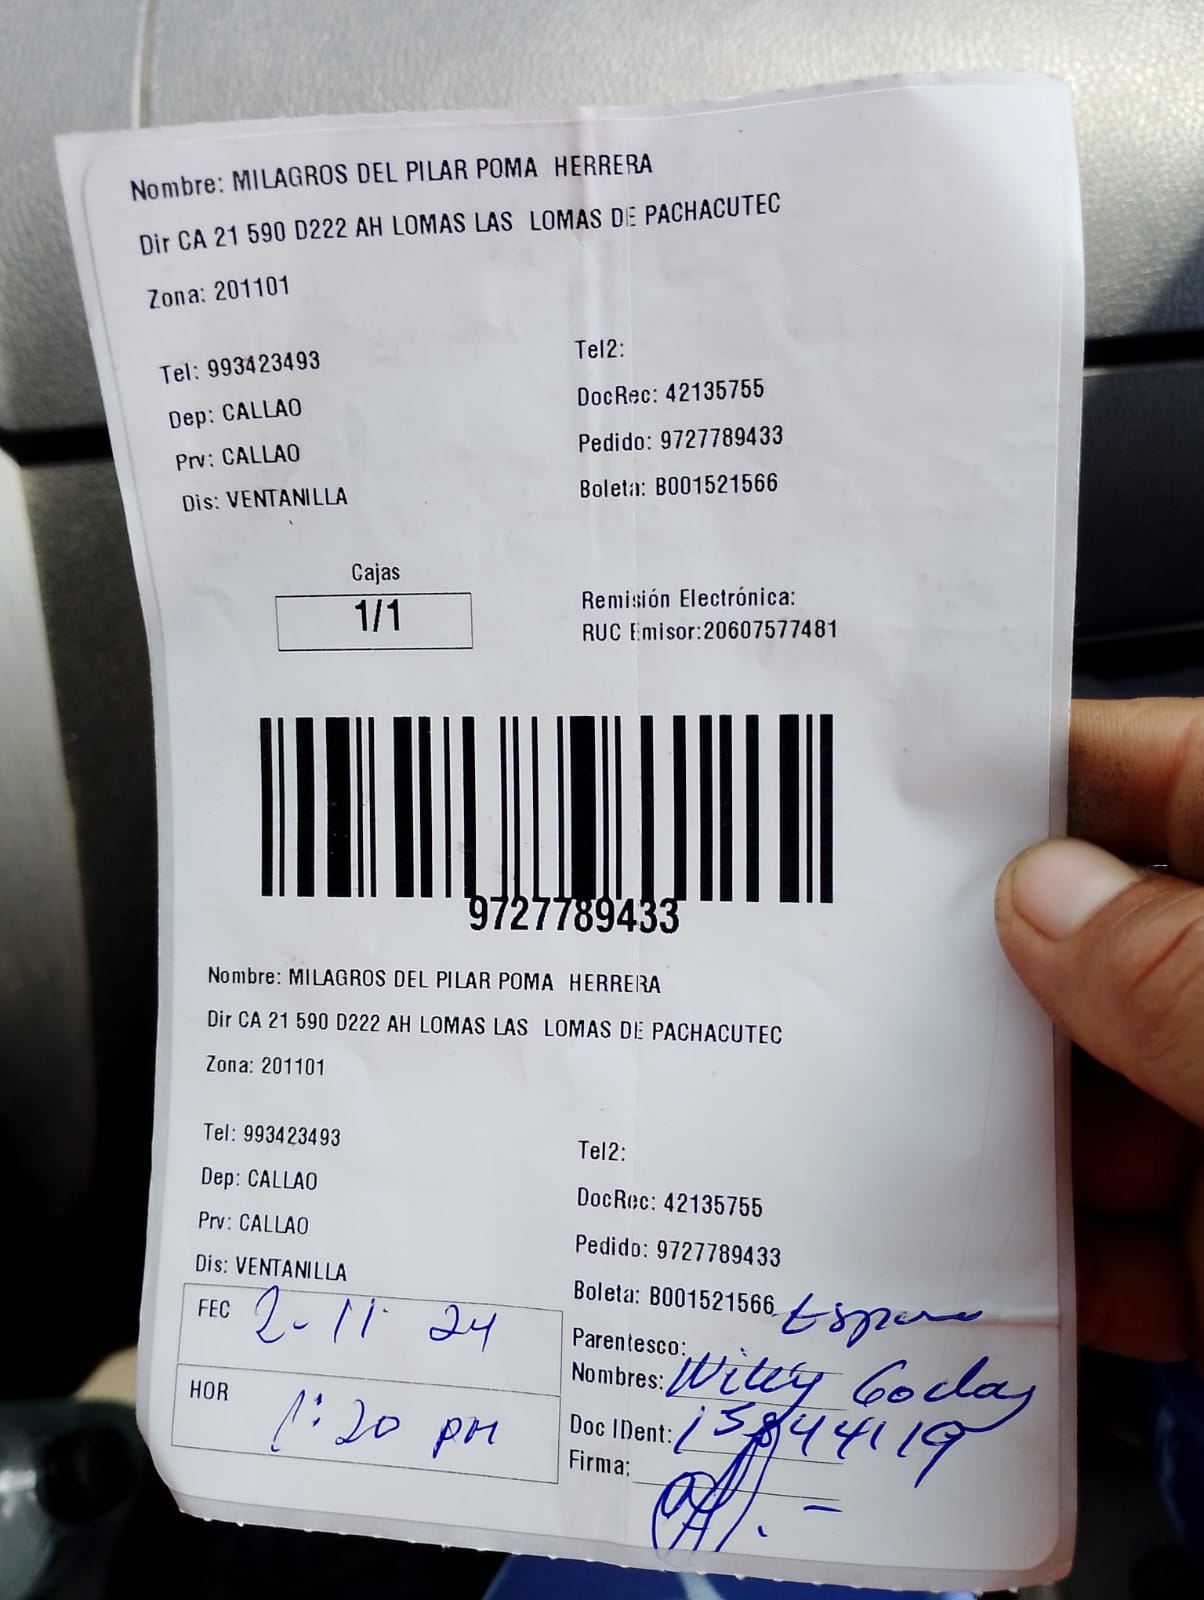 Nombre: MILAGROS DEL PILAR POMA HERRERA
Dir CA 21 590 D222 AH LOMAS LAS LOMAS DE PACHACUTEC
Zona: 201101
Tel: 993423493
Tel2:
Dep: CALLAO
DocRec: 42135755
Prv: CALLAO
Pedido: 9727789433
Dis: VENTANILLA
Boleta: B001521566
Cajas
1/1
Remisión Electrónica:
RUC Emisor:20607577481
9727789433
Nombre: MILAGROS DEL PILAR POMA HERRERA
Dir CA 21 590 D222 AH LOMAS LAS LOMAS DE PACHACUTEC
Zona: 201101
Tel: 993423493
Tel2:
Dep: CALLAO
DocRec: 42135755
Prv: CALLAO
Pedido: 9727789433
Dis: VENTANILLA
Boleta: B001521566
FEC 2-11-24
Parentesco:
Nombres: Willy
HOR 1:20 pm
Doc IDent:
Firma: